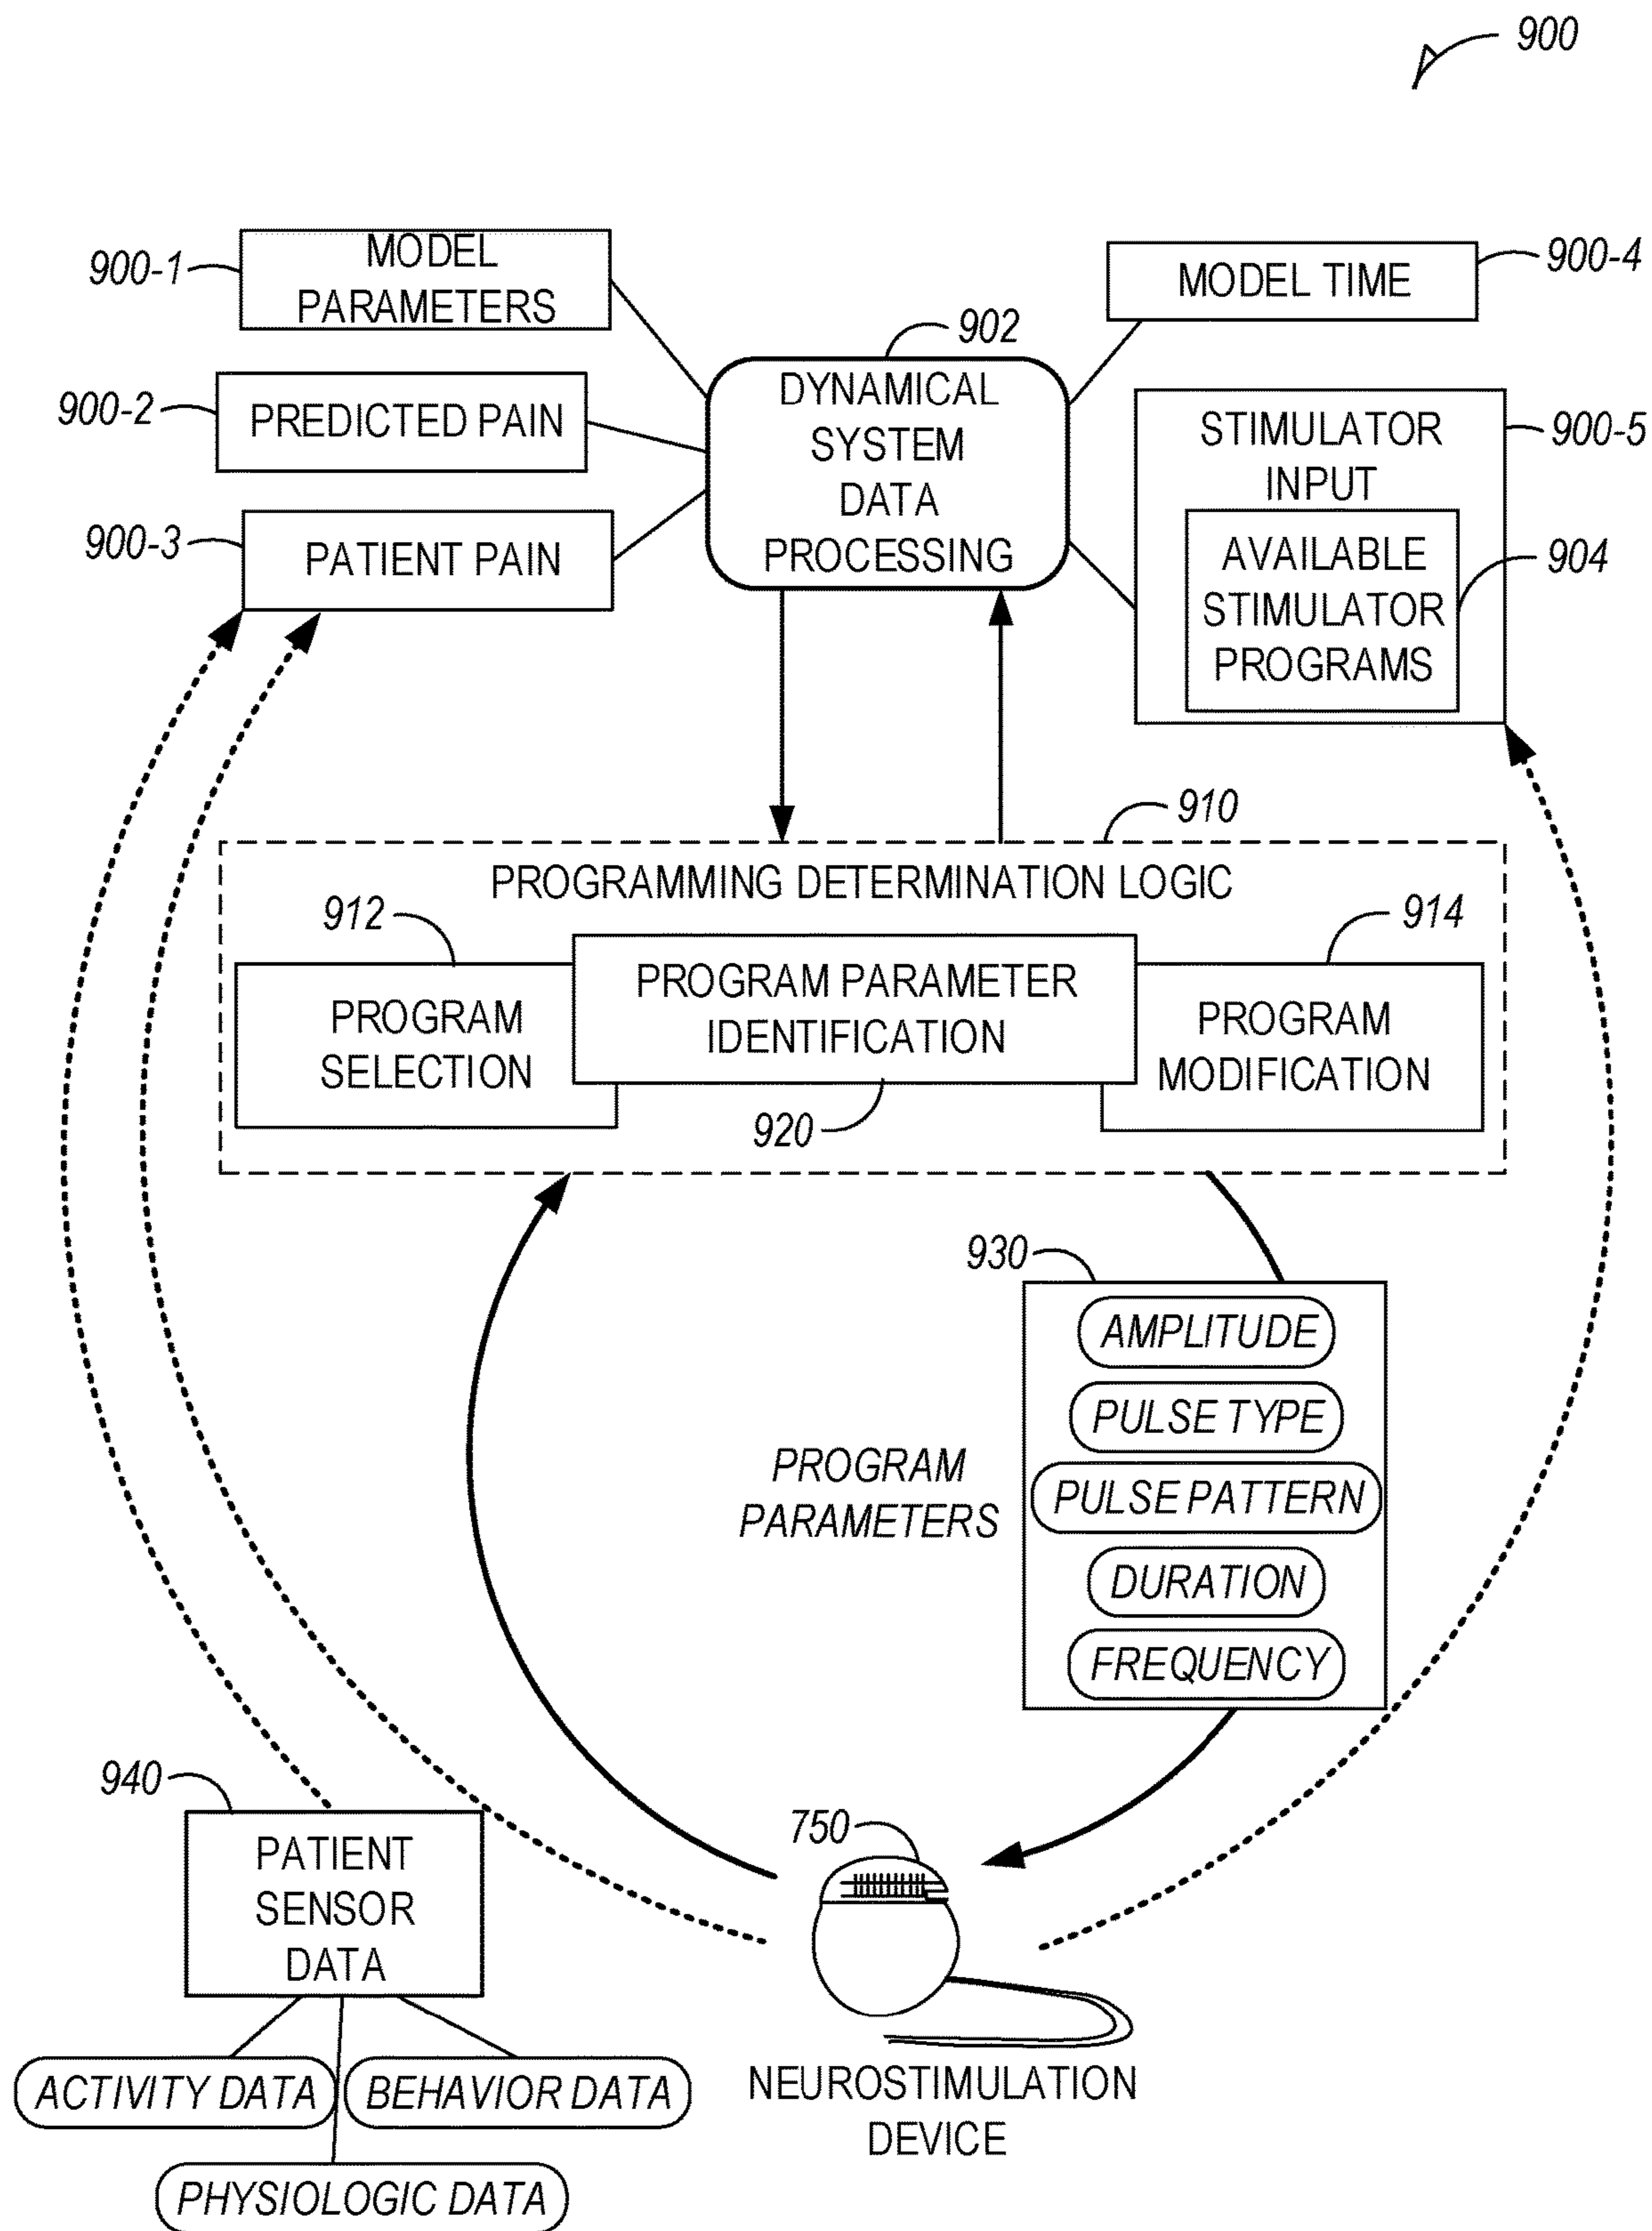 900
900-1
MODEL
PARAMETERS
MODEL TIME
900-4
902
900-2
PREDICTED PAIN
DYNAMICAL
SYSTEM
DATA
PROCESSING
STIMULATOR
INPUT
900-5
900-3
PATIENT PAIN
AVAILABLE
STIMULATOR
PROGRAMS
904
910
PROGRAMMING DETERMINATION LOGIC
912
914
PROGRAM
SELECTION
PROGRAM PARAMETER
IDENTIFICATION
PROGRAM
MODIFICATION
920
930
AMPLITUDE
PULSE TYPE
PULSE PATTERN
DURATION
FREQUENCY
PROGRAM
PARAMETERS
940
PATIENT
SENSOR
DATA
750
ACTIVITY DATA
BEHAVIOR DATA
PHYSIOLOGIC DATA
NEUROSTIMULATION
DEVICE